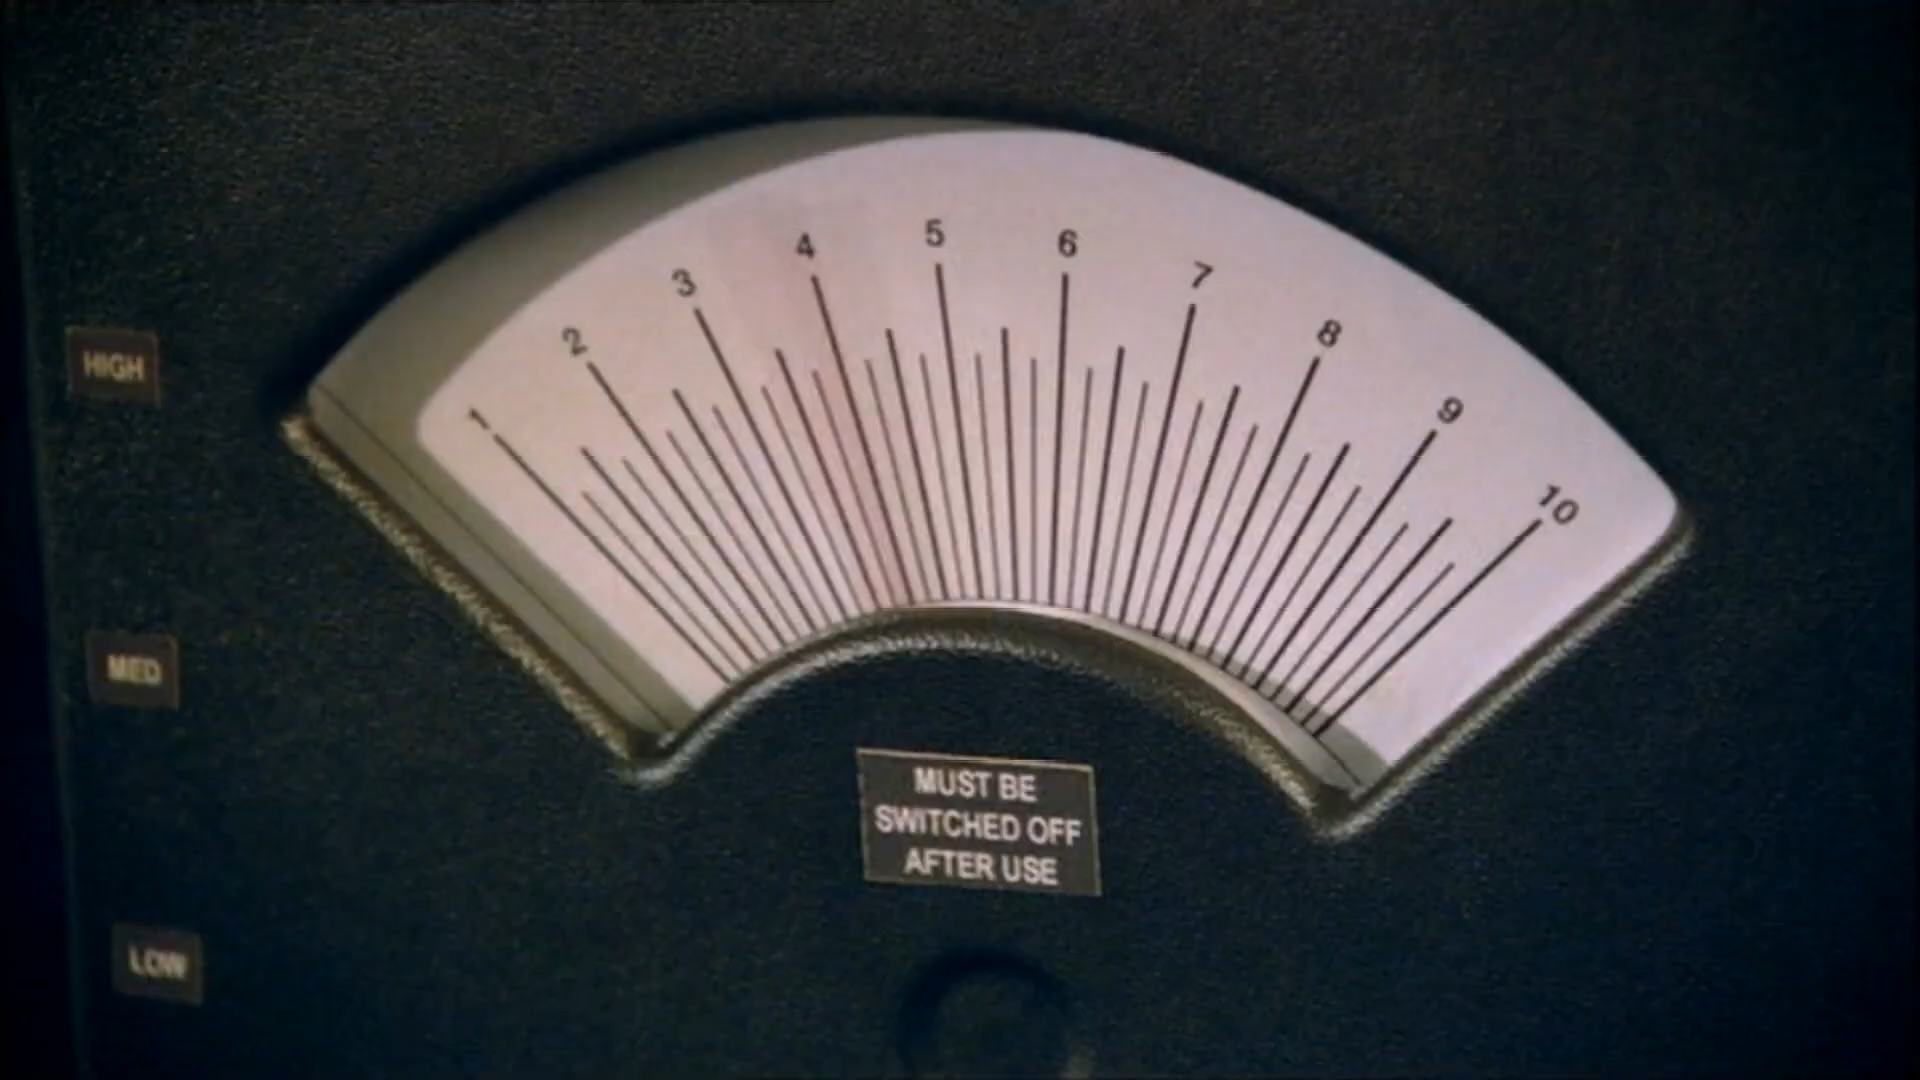 1 2 3 4 5 6 7 8 9 10
HIGH
MED
LOW
MUST BE
SWITCHED OFF
AFTER USE